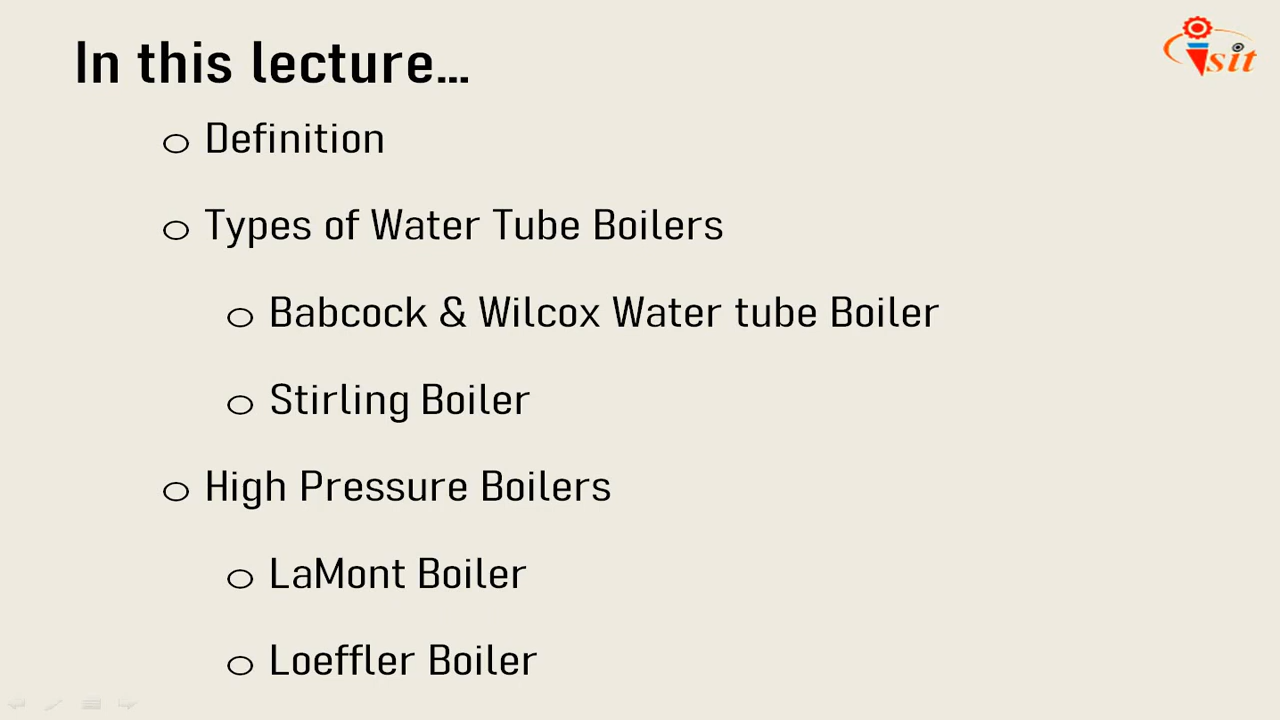 In this lecture...
isit
Definition
Types of Water Tube Boilers
Babcock & Wilcox Water tube Boiler
Stirling Boiler
High Pressure Boilers
LaMont Boiler
Loeffler Boiler